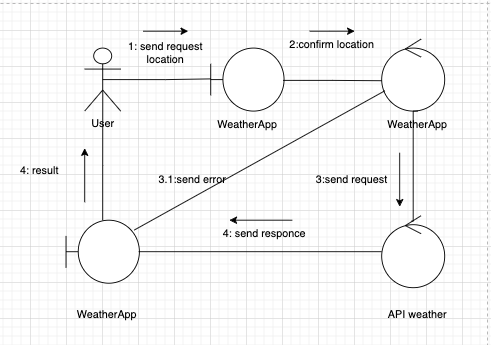 1: send request
location
2:confirm location
User
WeatherApp
WeatherApp
4: result
3.1:send error
3:send request
4: send responce
WeatherApp
API weather